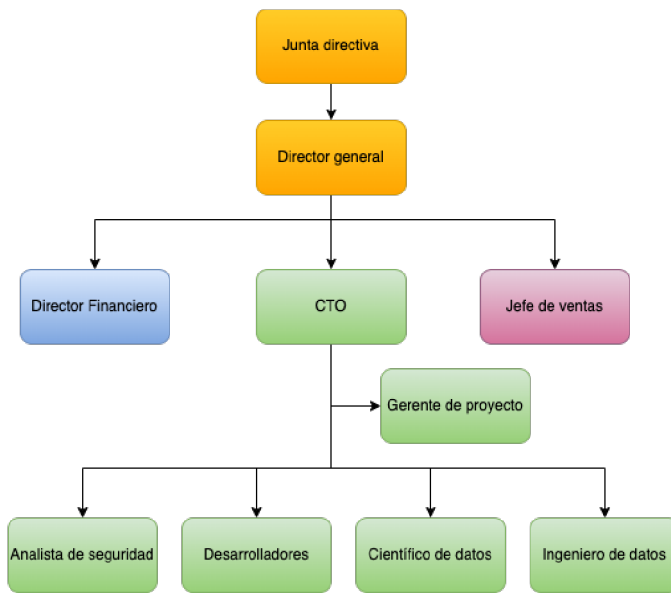 Junta directiva
Director general
Director Financiero
CTO
Jefe de ventas
Gerente de proyecto
Analista de seguridad
Desarrolladores
Científico de datos
Ingeniero de datos